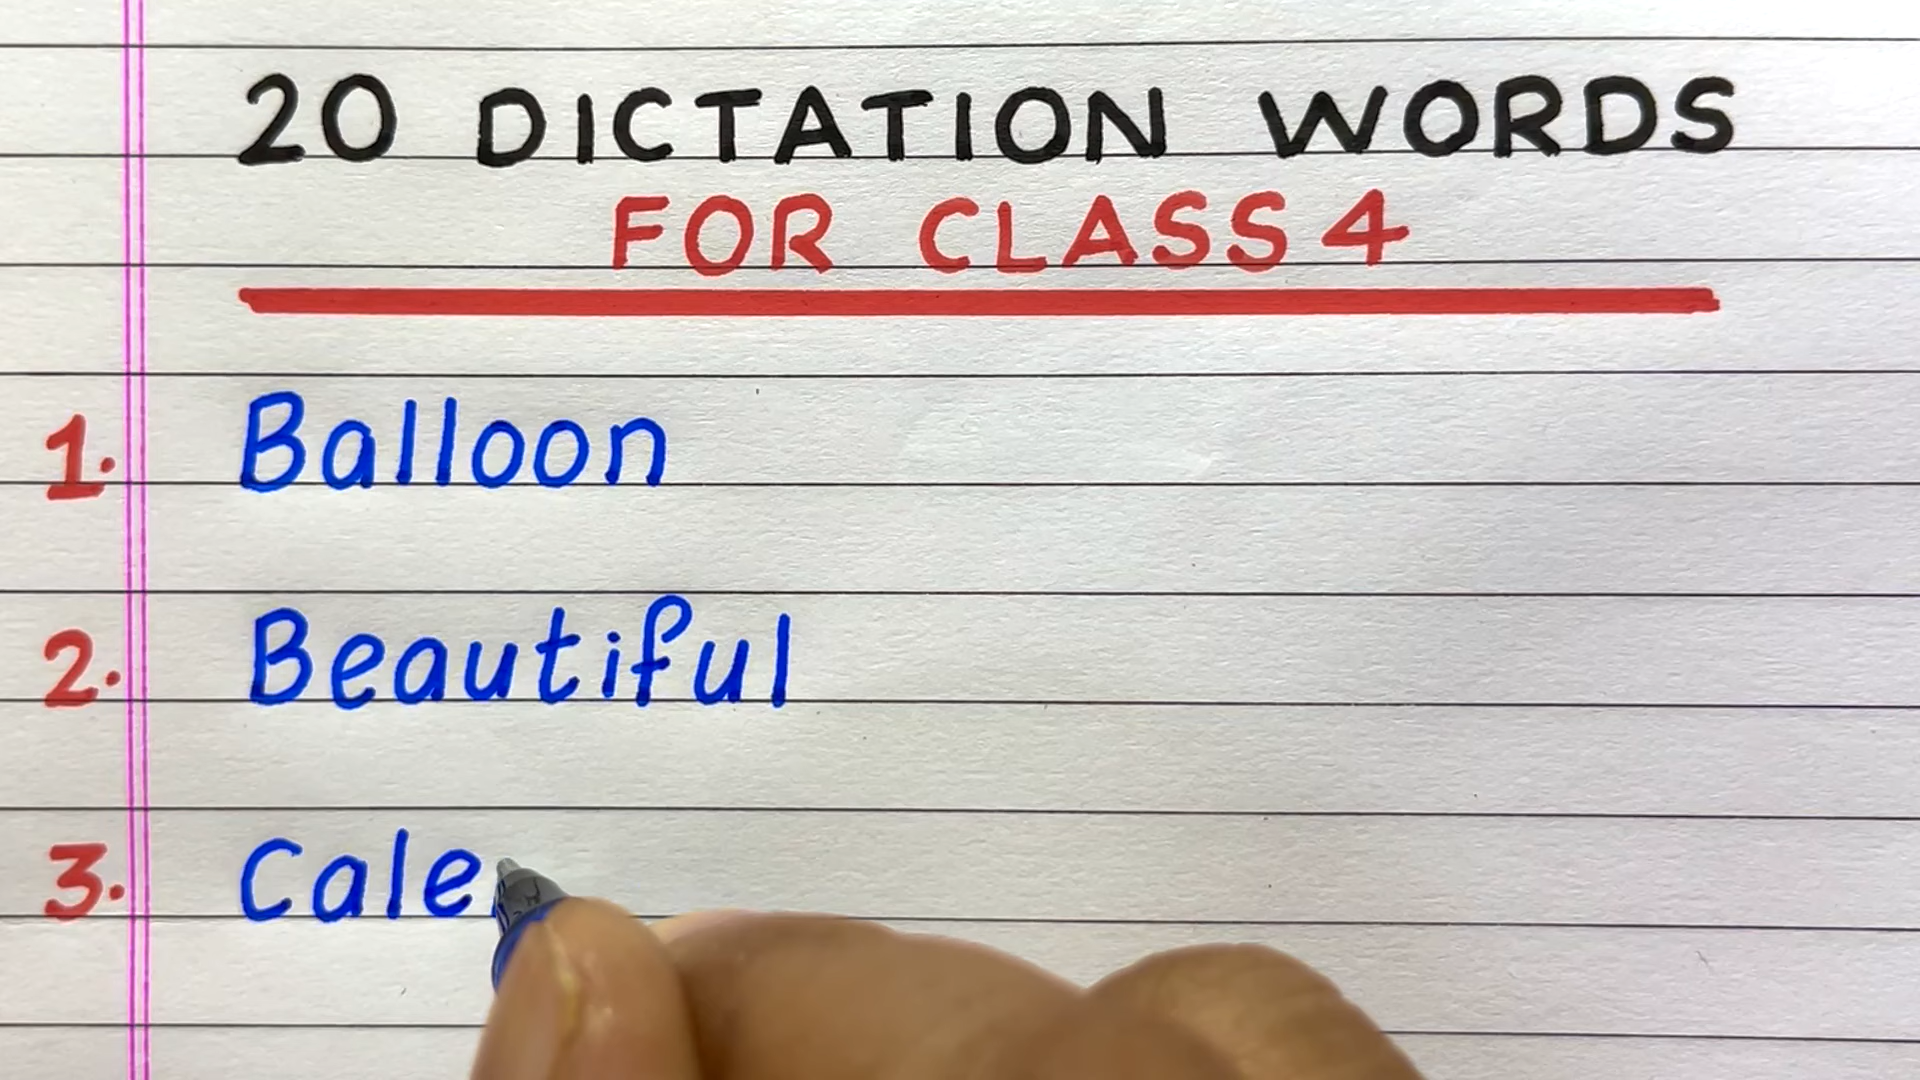 20 DICTATION WORDS
FOR CLASS 4
1. Balloon
2. Beautiful
3. Cale